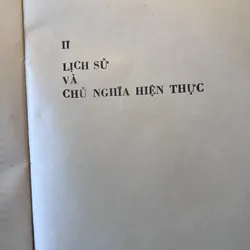 II
LỊCH SỬ
VÀ
CHỦ NGHĨA HIỆN THỰC